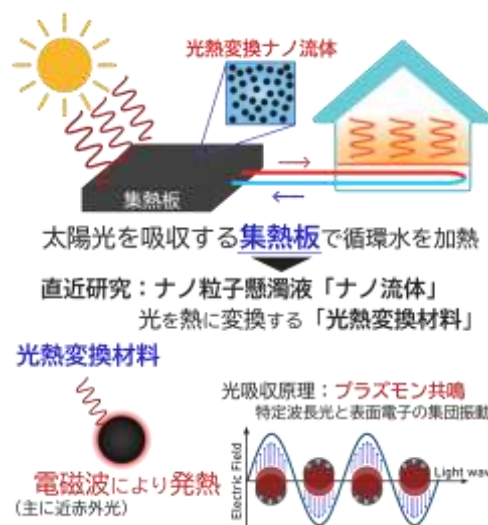 光熱変換ナノ流体
集熱板
太陽光を吸収する集熱板で循環水を加熱
直近研究：ナノ粒子懸濁液「ナノ流体」
光を熱に変換する「光熱変換材料」
光熱変換材料
光吸収原理：プラズモン共鳴
特定波長光と表面電子の集団振動
Electric Field
Light wave
電磁波により発熱
(主に近赤外光)